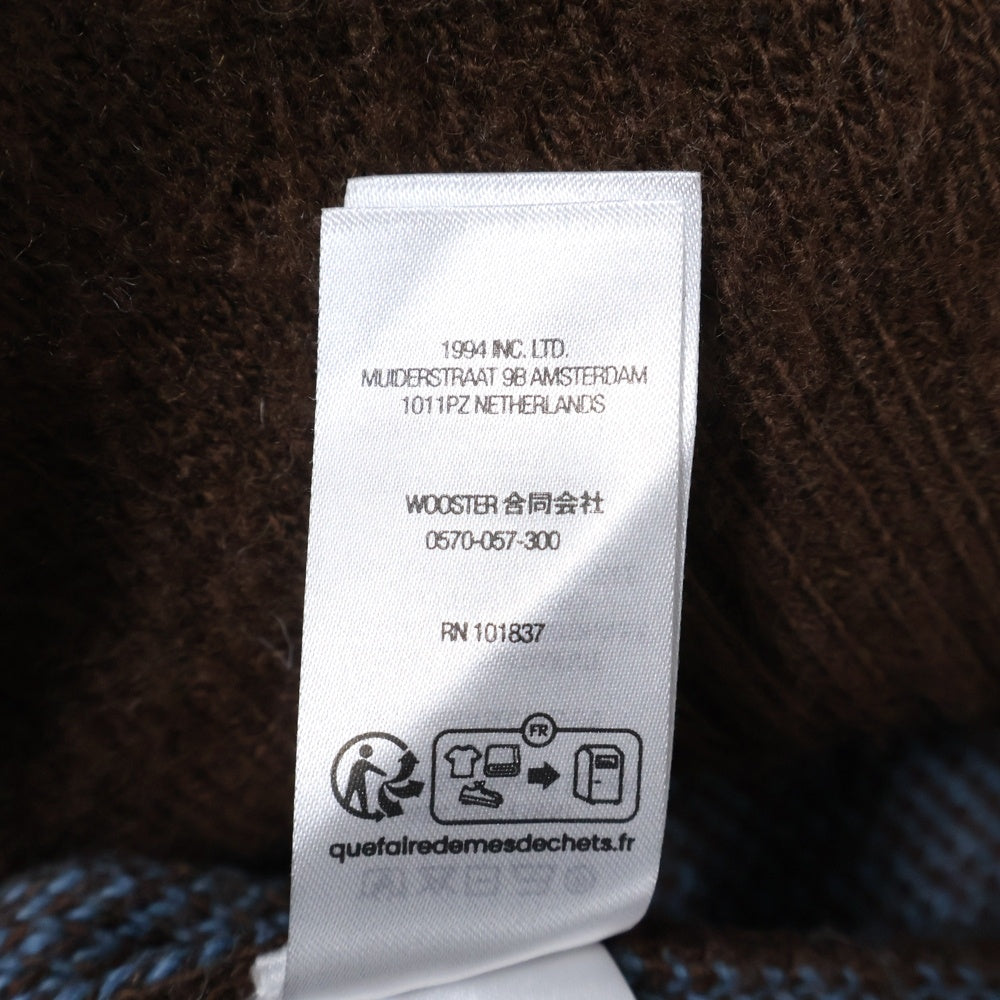 1994 INC. LTD.
MUIDERSTRAAT 9B AMSTERDAM
1011PZ NETHERLANDS
WOOSTER 合同会社
0570-057-300
RN 101837
FR
quefairedemesdechets.fr